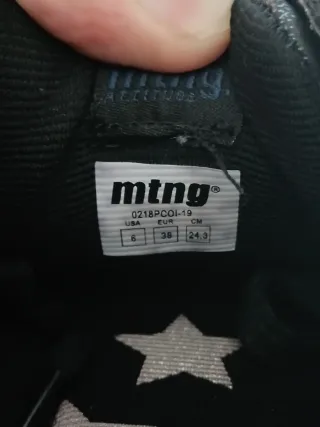 mtng
ATTITUDE
mtng®
0218PCOI-19
USA EUR CM
6 38 24.3